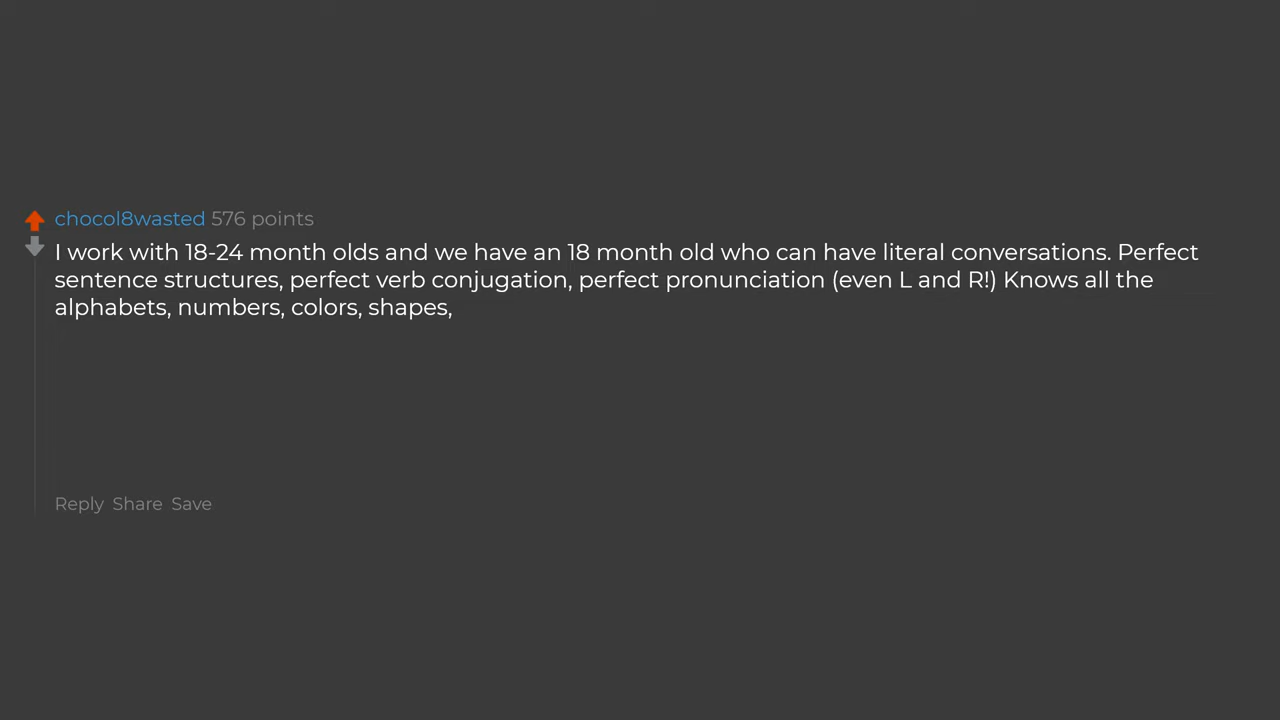 chocol8wasted 576 points
I work with 18-24 month olds and we have an 18 month old who can have literal conversations. Perfect
sentence structures, perfect verb conjugation, perfect pronunciation (even L and R!) Knows all the
alphabets, numbers, colors, shapes,
Reply Share Save